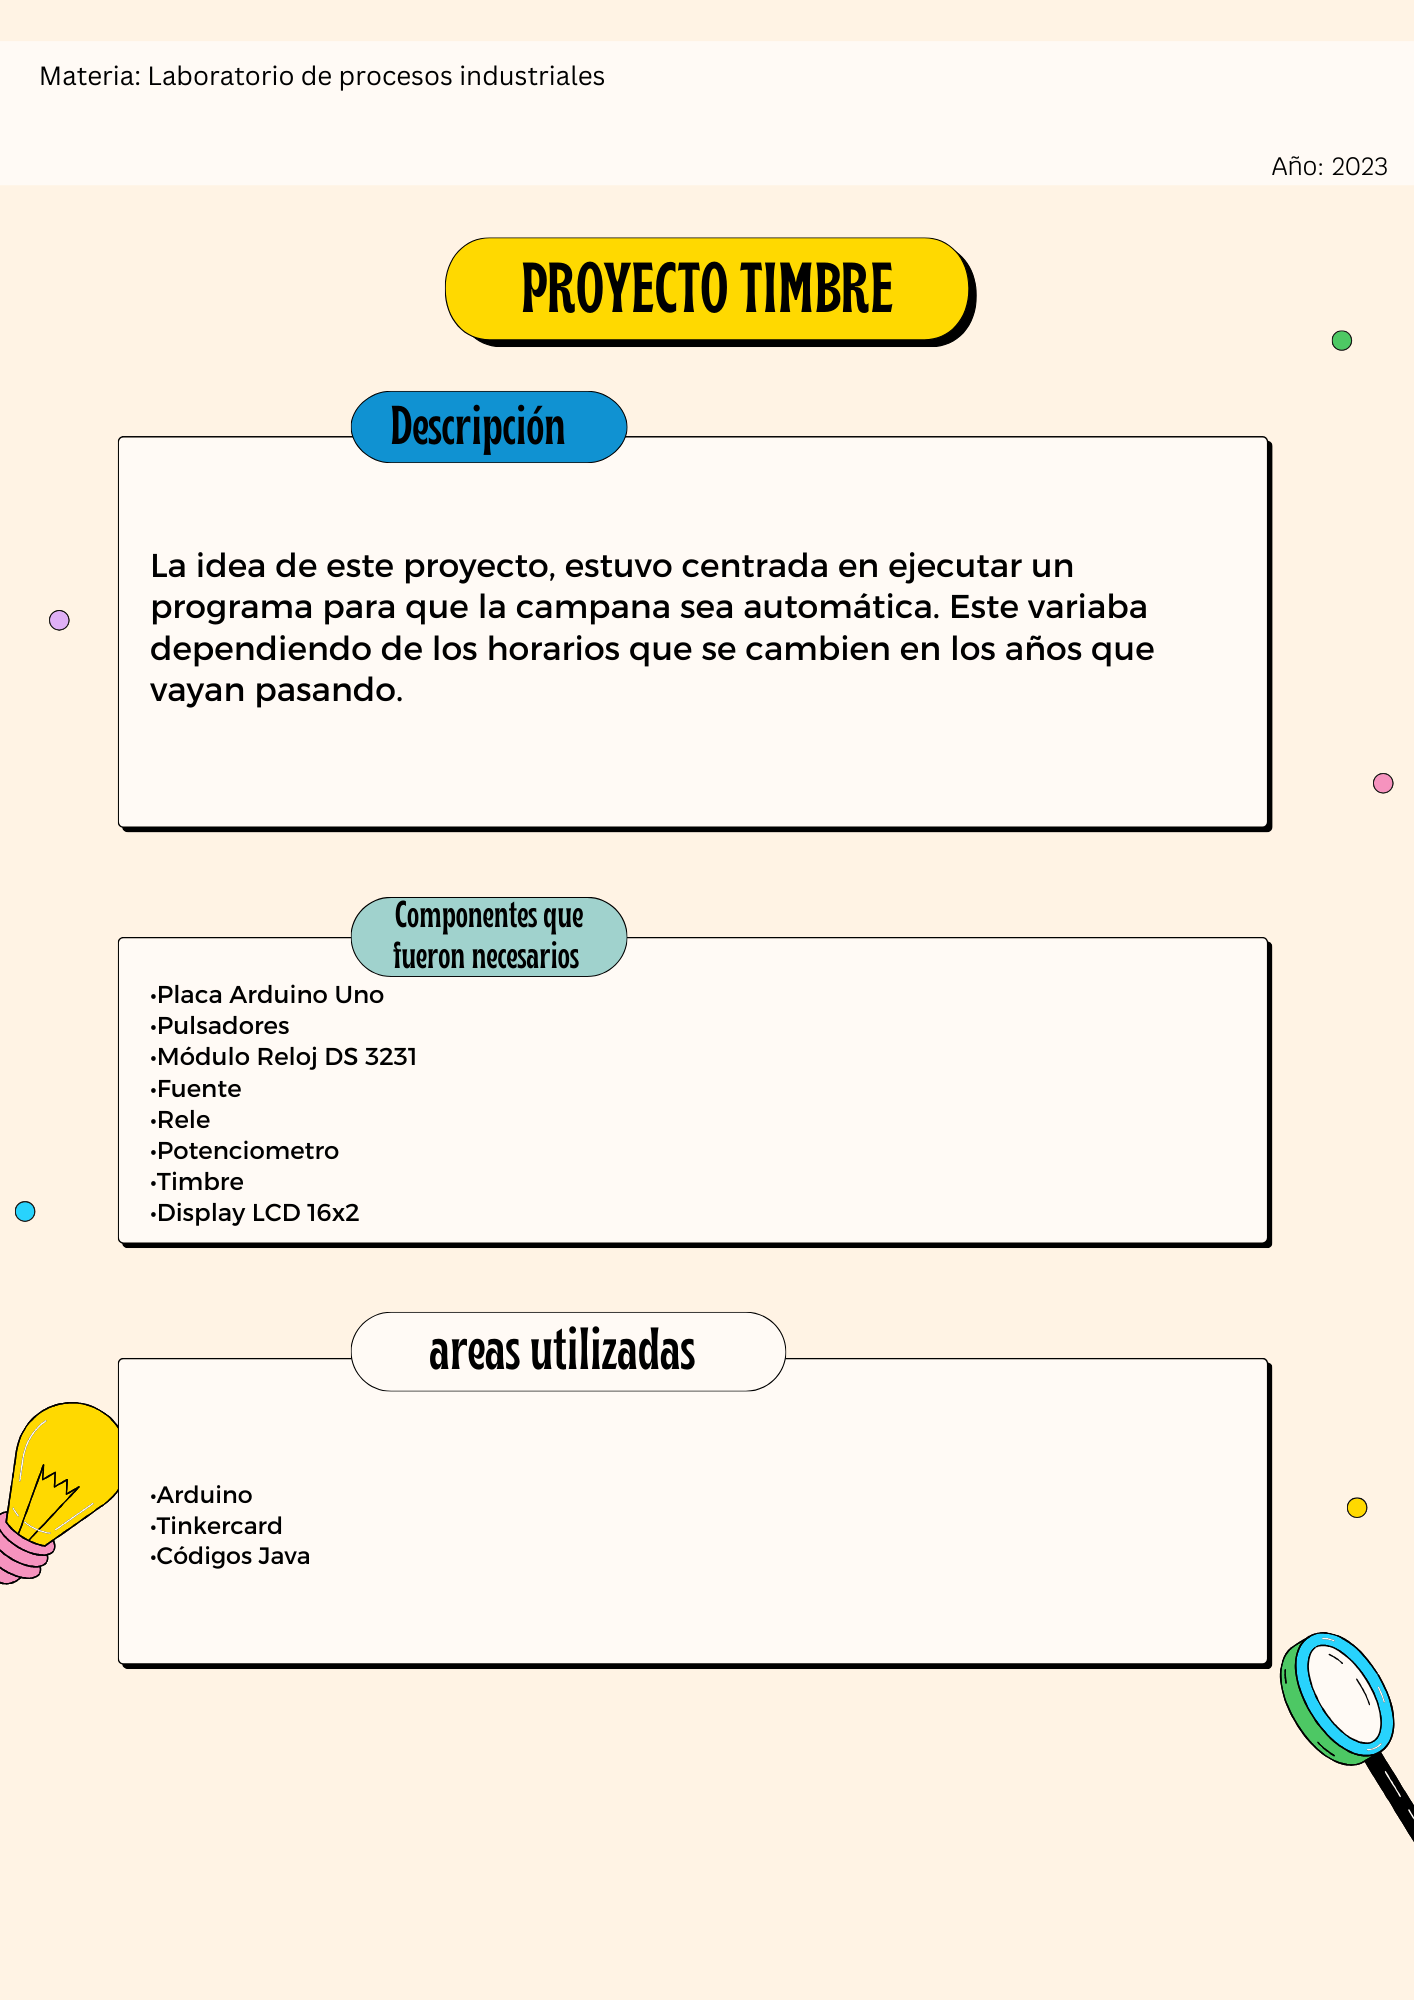 Materia: Laboratorio de procesos industriales
Año: 2023
PROYECTO TIMBRE
Descripción
La idea de este proyecto, estuvo centrada en ejecutar un
programa para que la campana sea automática. Este variaba
dependiendo de los horarios que se cambien en los años que
vayan pasando.
Componentes que
fueron necesarios
•Placa Arduino Uno
•Pulsadores
•Módulo Reloj DS 3231
•Fuente
•Rele
•Potenciometro
•Timbre
•Display LCD 16x2
areas utilizadas
•Arduino
•Tinkercard
•Códigos Java